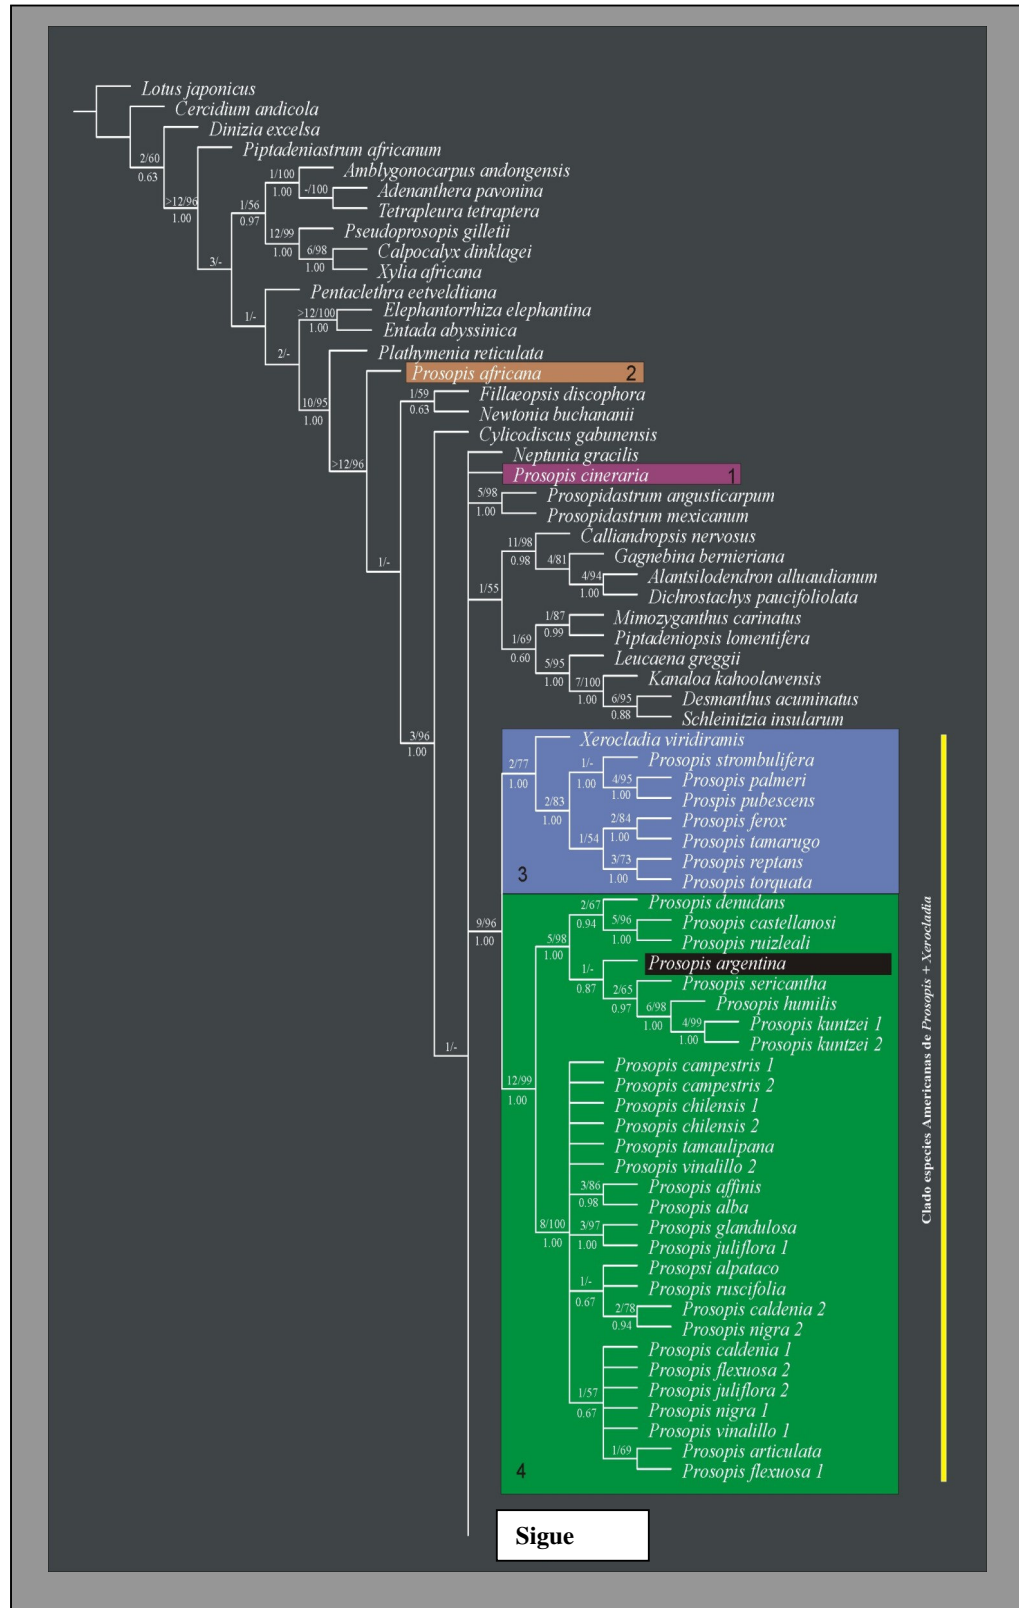 Lotus japonicus
Cercidium andicola
Dinizia excelsa
2/60
0.63
Piptadeniastrum africanum
>12/96
1.00
1/100
1.00
Amblygonocarpus andongensis
-/100
Adenanthera pavonina
Tetrapleura tetraptera
1/56
0.97
12/99
1.00
Pseudoprosopis gilletii
6/98
1.00
Calpocalyx dinklagei
Xylia africana
3/-
Pentaclethra eetveldtiana
1/-
>12/100
1.00
Elephantorrhiza elephantina
Entada abyssinica
2/-
Plathymenia reticulata
10/95
1.00
Prosopis africana 2
1/59
0.63
Fillaeopsis discophora
Newtonia buchananii
>12/96
Cylicodiscus gabunensis
Neptunia gracilis
Prosopis cineraria 1
5/98
1.00
Prosopidastrum angusticarpum
Prosopidastrum mexicanum
1/-
11/98
0.98
Calliandropsis nervosus
4/81
Gagnebina bernieriana
4/94
1.00
Alantsilodendron alluaudianum
Dichrostachys paucifoliolata
1/55
1/87
0.99
Mimozyganthus carinatus
Piptadeniopsis lomentifera
1/69
0.60
5/95
1.00
Leucaena greggii
7/100
1.00
Kanaloa kahoolawensis
6/95
0.88
Desmanthus acuminatus
Schleinitzia insularum
3/96
1.00
2/77
1.00
Xerocladia viridiramis
1/-
1.00
Prosopis strombulifera
4/95
1.00
Prosopis palmeri
Prospis pubescens
2/83
1.00
2/84
1.00
Prosopis ferox
Prosopis tamarugo
1/54
3/73
1.00
Prosopis reptans
Prosopis torquata
3
9/96
1.00
2/67
0.94
Prosopis denudans
5/96
1.00
Prosopis castellanosi
Prosopis ruizleali
5/98
1.00
1/-
0.87
Prosopis argentina
2/65
0.97
Prosopis sericantha
6/98
1.00
Prosopis humilis
4/99
1.00
Prosopis kuntzei 1
Prosopis kuntzei 2
1/-
12/99
1.00
Prosopis campestris 1
Prosopis campestris 2
Prosopis chilensis 1
Prosopis chilensis 2
Prosopis tamaulipana
Prosopis vinalillo 2
3/86
0.98
Prosopis affinis
Prosopis alba
8/100
1.00
3/97
1.00
Prosopis glandulosa
Prosopis juliflora 1
1/-
0.67
Prosopsi alpataco
Prosopis ruscifolia
2/78
0.94
Prosopis caldenia 2
Prosopis nigra 2
1/57
0.67
Prosopis caldenia 1
Prosopis flexuosa 2
Prosopis juliflora 2
Prosopis nigra 1
Prosopis vinalillo 1
1/69
Prosopis articulata
Prosopis flexuosa 1
4
Clado especies Americanas de Prosopis + Xerocladia
Sigue